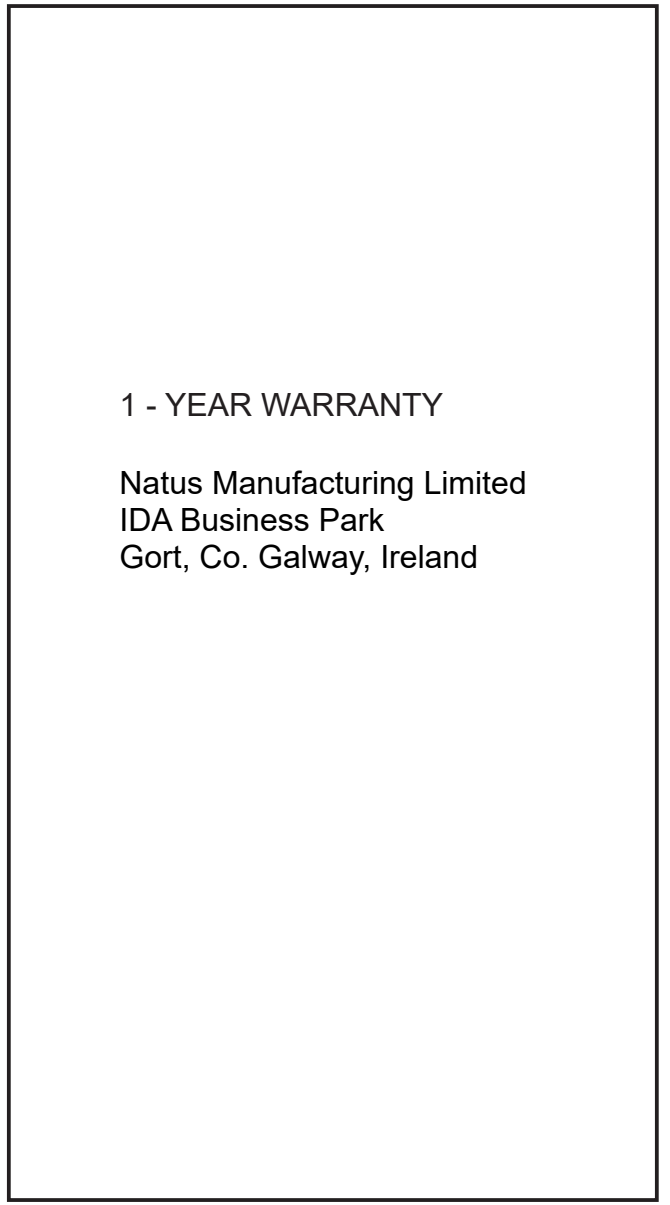 1 - YEAR WARRANTY
Natus Manufacturing Limited
IDA Business Park
Gort, Co. Galway, Ireland